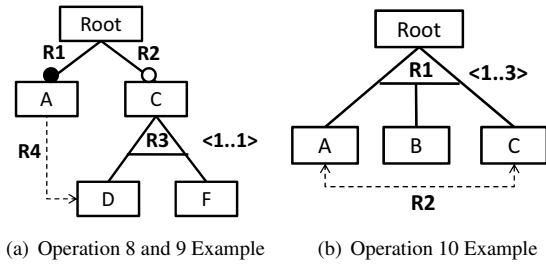 Root
R1
R2
A
C
R4
R3
<1..1>
D
F
(a) Operation 8 and 9 Example
Root
R1
<1..3>
A
B
C
R2
(b) Operation 10 Example